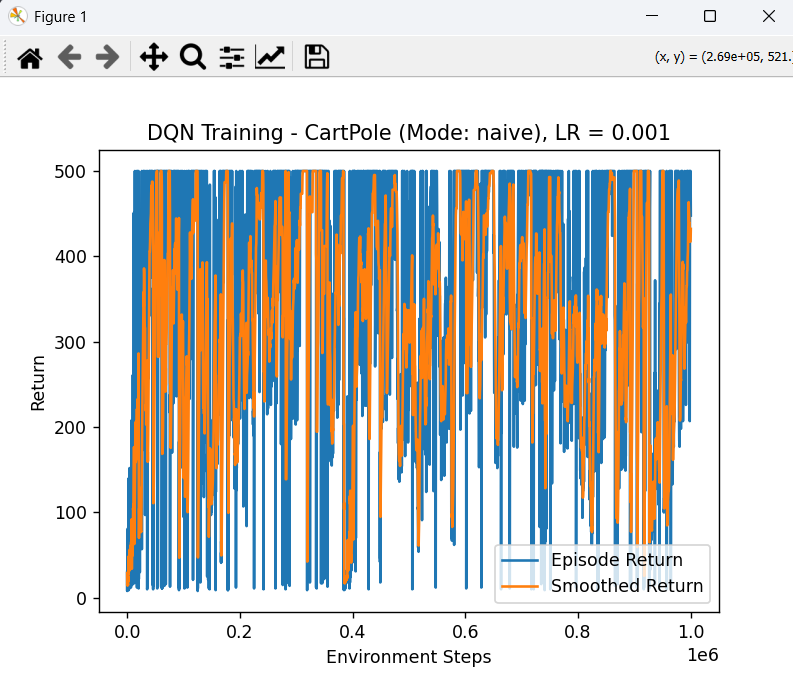 Figure 1
(x, y) = (2.69e+05, 521.
DQN Training - CartPole (Mode: naive), LR = 0.001
Return
500
400
300
200
100
0
Episode Return
Smoothed Return
0.0 0.2 0.4 0.6 0.8 1.0
1e6
Environment Steps